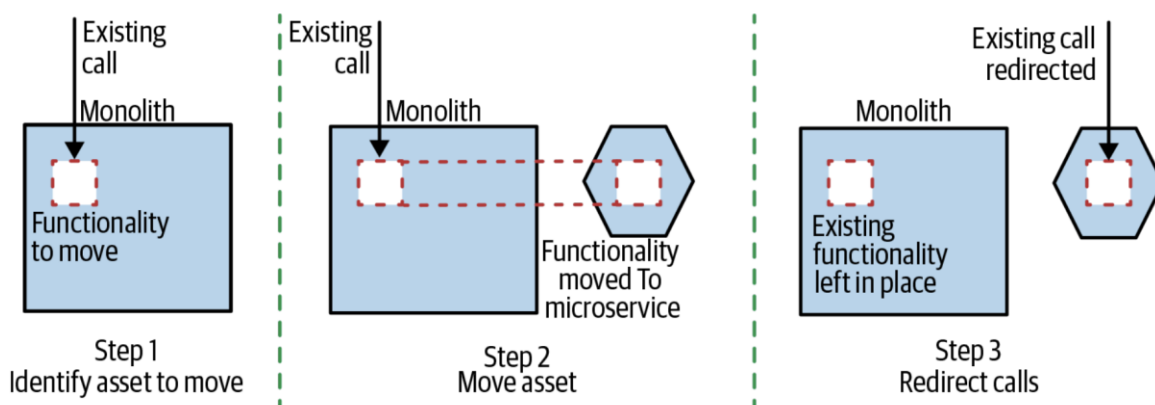 Existing
call
Monolith
Functionality
to move
Step 1
Identify asset to move
Existing
call
Monolith
Functionality
moved To
microservice
Step 2
Move asset
Existing call
redirected
Monolith
Existing
functionality
left in place
Step 3
Redirect calls